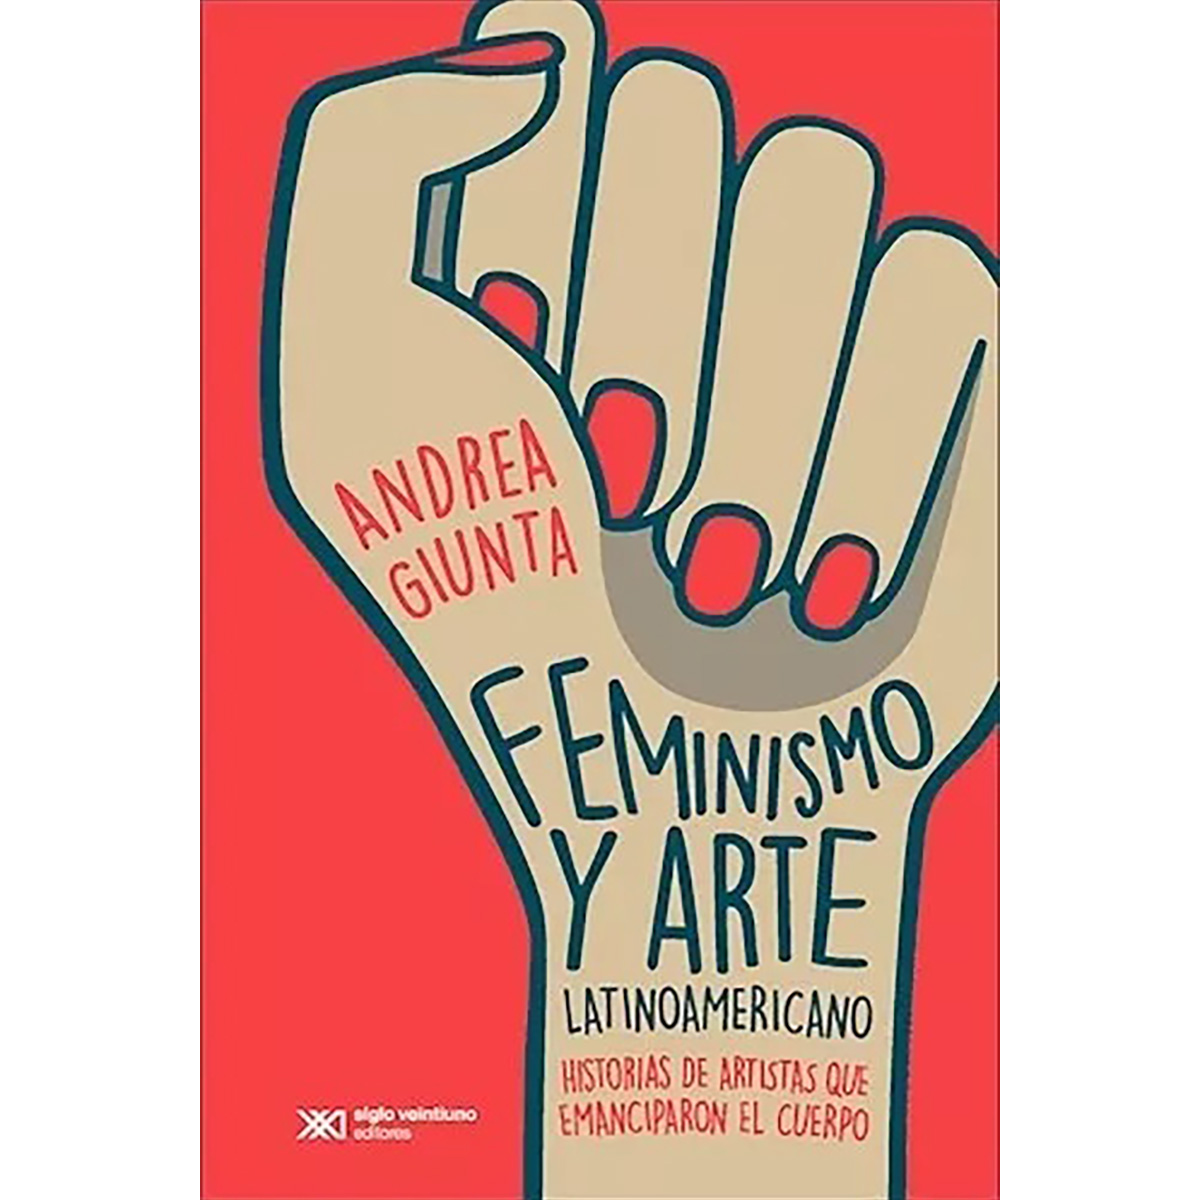 ANDREA
GIUNTA
FEMINISMO
Y ARTE
LATINOAMERICANO
HISTORIAS DE ARTISTAS QUE
EMANCIPARON EL CUERPO
siglo veintiuno
editores